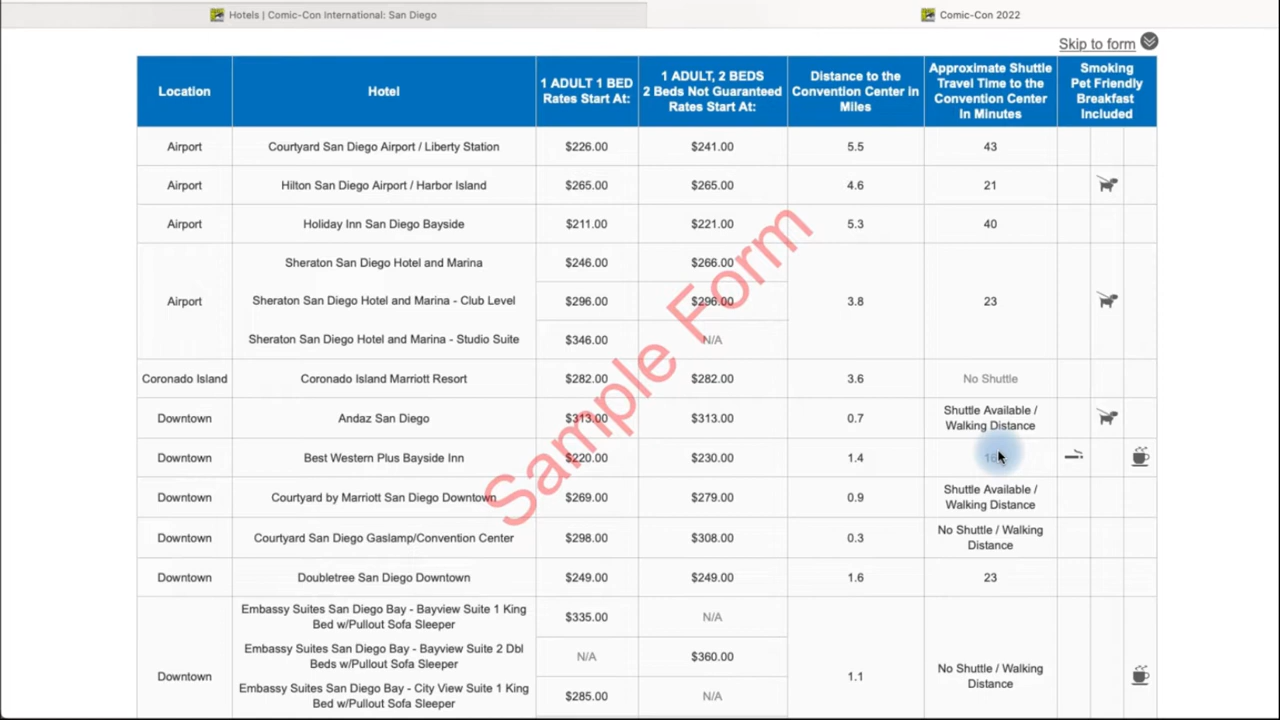 Hotels | Comic-Con International: San Diego
Comic-Con 2022
Skip to form
Location
Hotel
1 ADULT 1 BED
Rates Start At:
1 ADULT, 2 BEDS
2 Beds Not Guaranteed
Rates Start At:
Distance to the
Convention Center in
Miles
Approximate Shuttle
Travel Time to the
Convention Center
In Minutes
Smoking
Pet Friendly
Breakfast
Included
Airport Courtyard San Diego Airport / Liberty Station $226.00 $241.00 5.5 43
Airport Hilton San Diego Airport / Harbor Island $265.00 $265.00 4.6 21
Airport Holiday Inn San Diego Bayside $211.00 $221.00 5.3 40
Sheraton San Diego Hotel and Marina $246.00 $266.00
Airport Sheraton San Diego Hotel and Marina - Club Level $296.00 $296.00 3.8 23
Sheraton San Diego Hotel and Marina - Studio Suite $346.00 N/A
Coronado Island Coronado Island Marriott Resort $282.00 $282.00 3.6 No Shuttle
Downtown Andaz San Diego $313.00 $313.00 0.7 Shuttle Available /
Walking Distance
Downtown Best Western Plus Bayside Inn $220.00 $230.00 1.4
Downtown Courtyard by Marriott San Diego Downtown $269.00 $279.00 0.9 Shuttle Available /
Walking Distance
Downtown Courtyard San Diego Gaslamp/Convention Center $298.00 $308.00 0.3 No Shuttle / Walking
Distance
Downtown Doubletree San Diego Downtown $249.00 $249.00 1.6 23
Embassy Suites San Diego Bay - Bayview Suite 1 King
Bed w/Pullout Sofa Sleeper $335.00 N/A
Embassy Suites San Diego Bay - Bayview Suite 2 Dbl
Beds w/Pullout Sofa Sleeper N/A $360.00
Downtown 1.1 No Shuttle / Walking
Distance
Embassy Suites San Diego Bay - City View Suite 1 King
Bed w/Pullout Sofa Sleeper $285.00 N/A
Sample Form